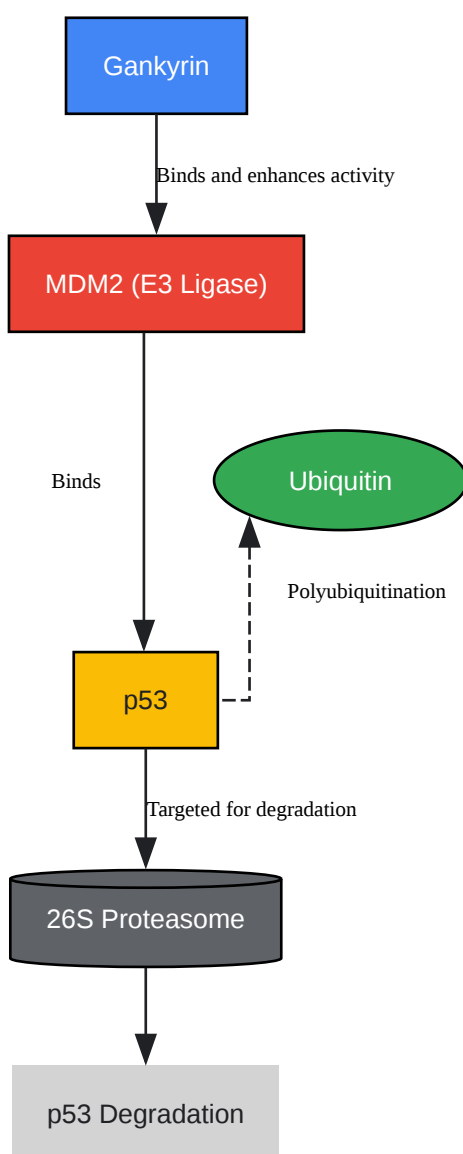 Gankyrin
Binds and enhances activity
MDM2 (E3 Ligase)
Binds
Ubiquitin
Polyubiquitination
p53
Targeted for degradation
26S Proteasome
p53 Degradation